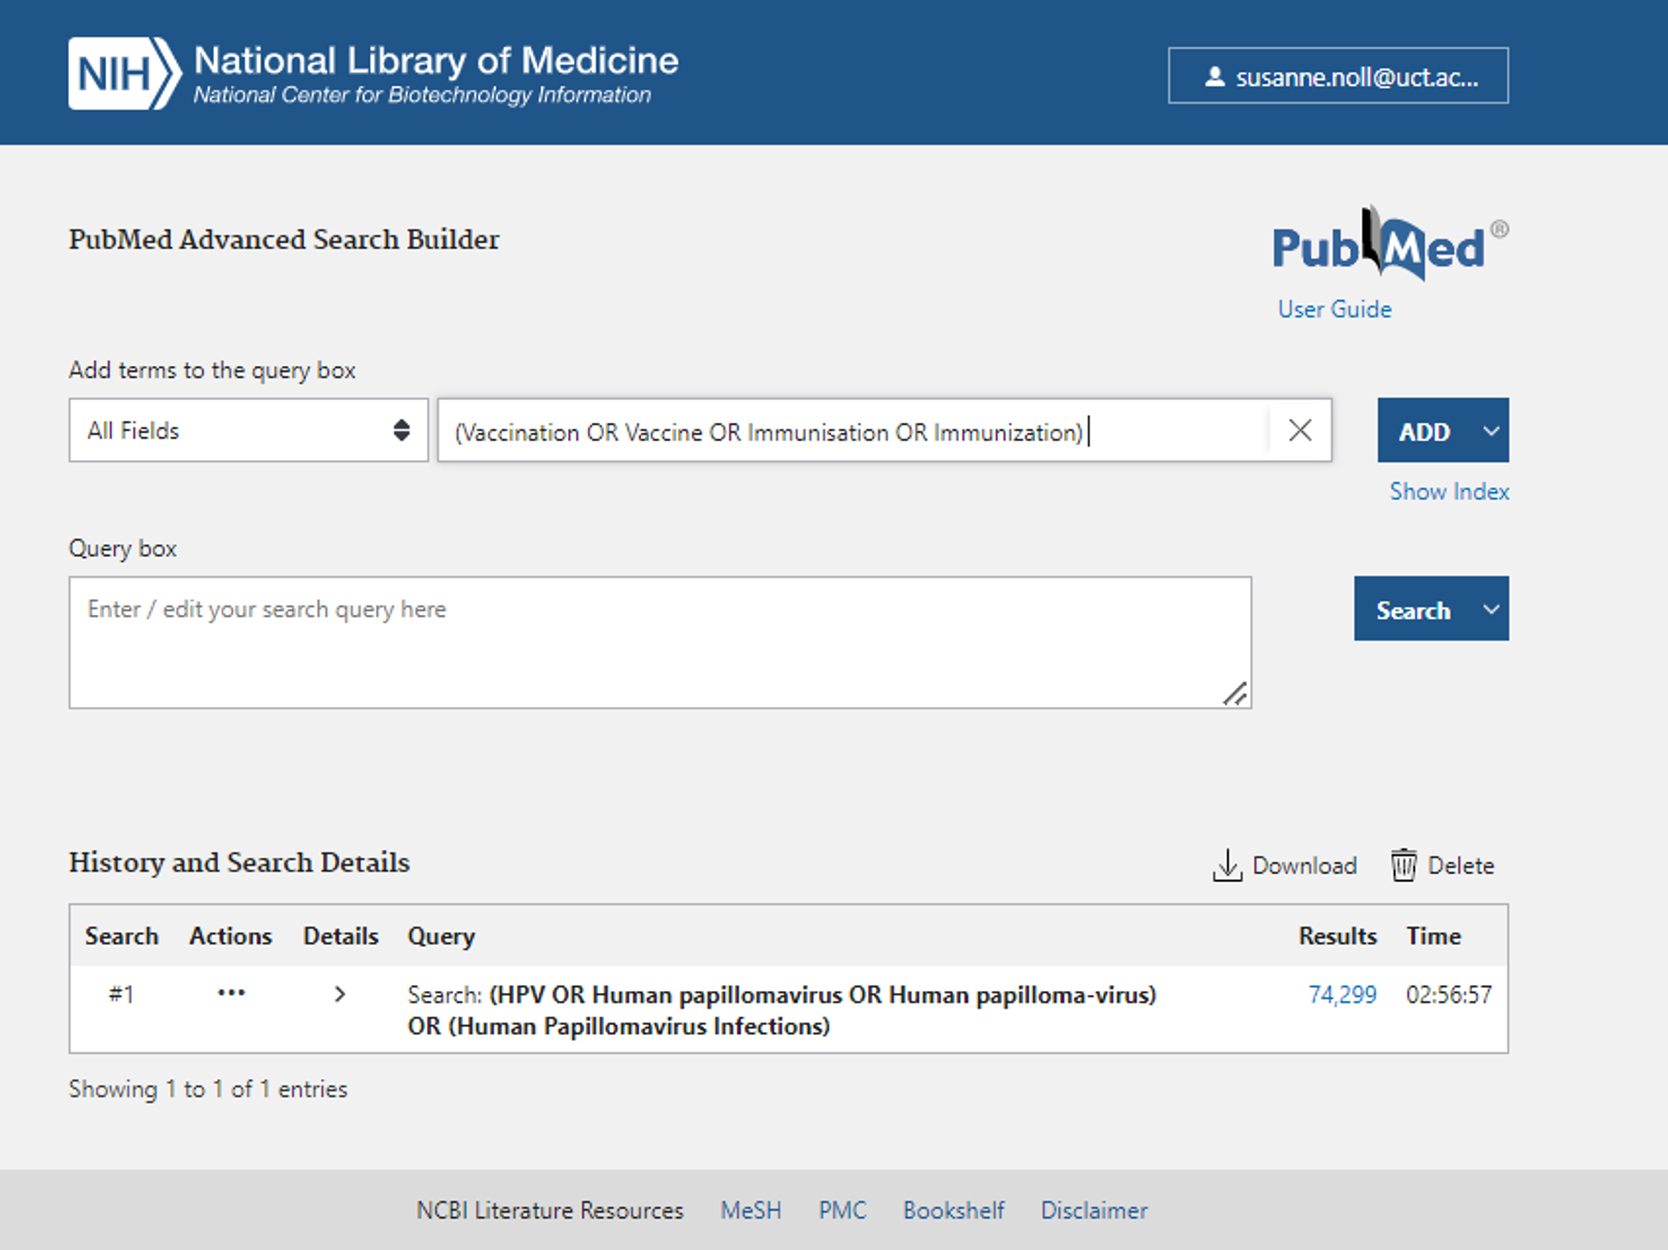 NIH National Library of Medicine
National Center for Biotechnology Information
susanne.noll@uct.ac...
PubMed Advanced Search Builder
PubMed ®
User Guide
Add terms to the query box
All Fields
(Vaccination OR Vaccine OR Immunisation OR Immunization)
ADD
Show Index
Query box
Enter / edit your search query here
Search
History and Search Details
Download
Delete
Search Actions Details Query Results Time
#1 ••• Search: (HPV OR Human papillomavirus OR Human papilloma-virus) 74,299 02:56:57
OR (Human Papillomavirus Infections)
Showing 1 to 1 of 1 entries
NCBI Literature Resources MeSH PMC Bookshelf Disclaimer